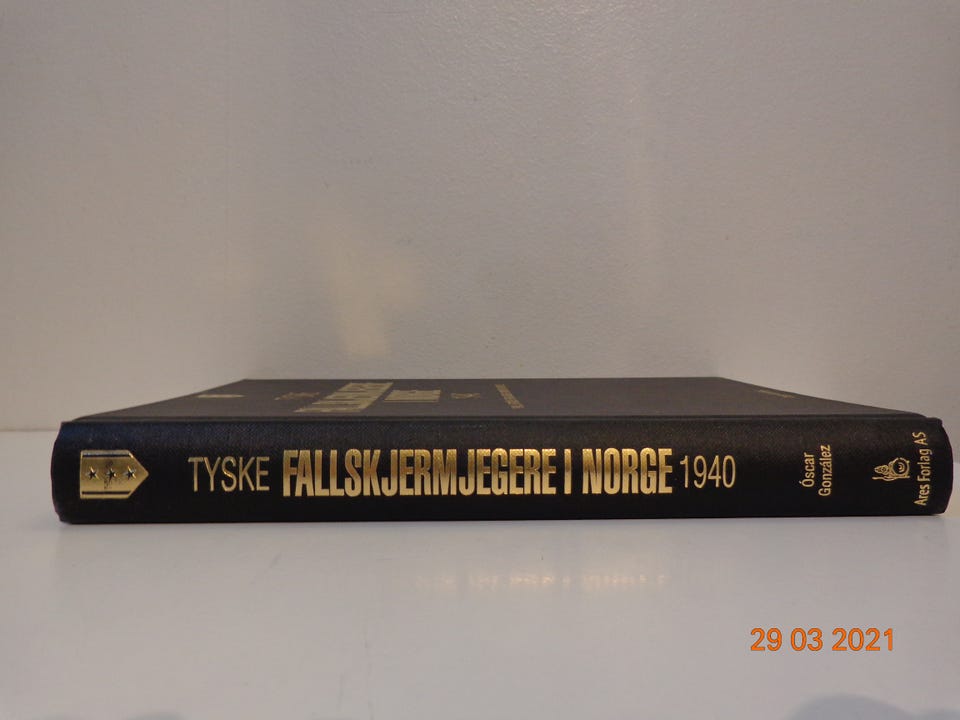 TYSKE FALLSKJERMJEGERE I NORGE 1940
Óscar
González
Ares Forlag AS
29 03 2021